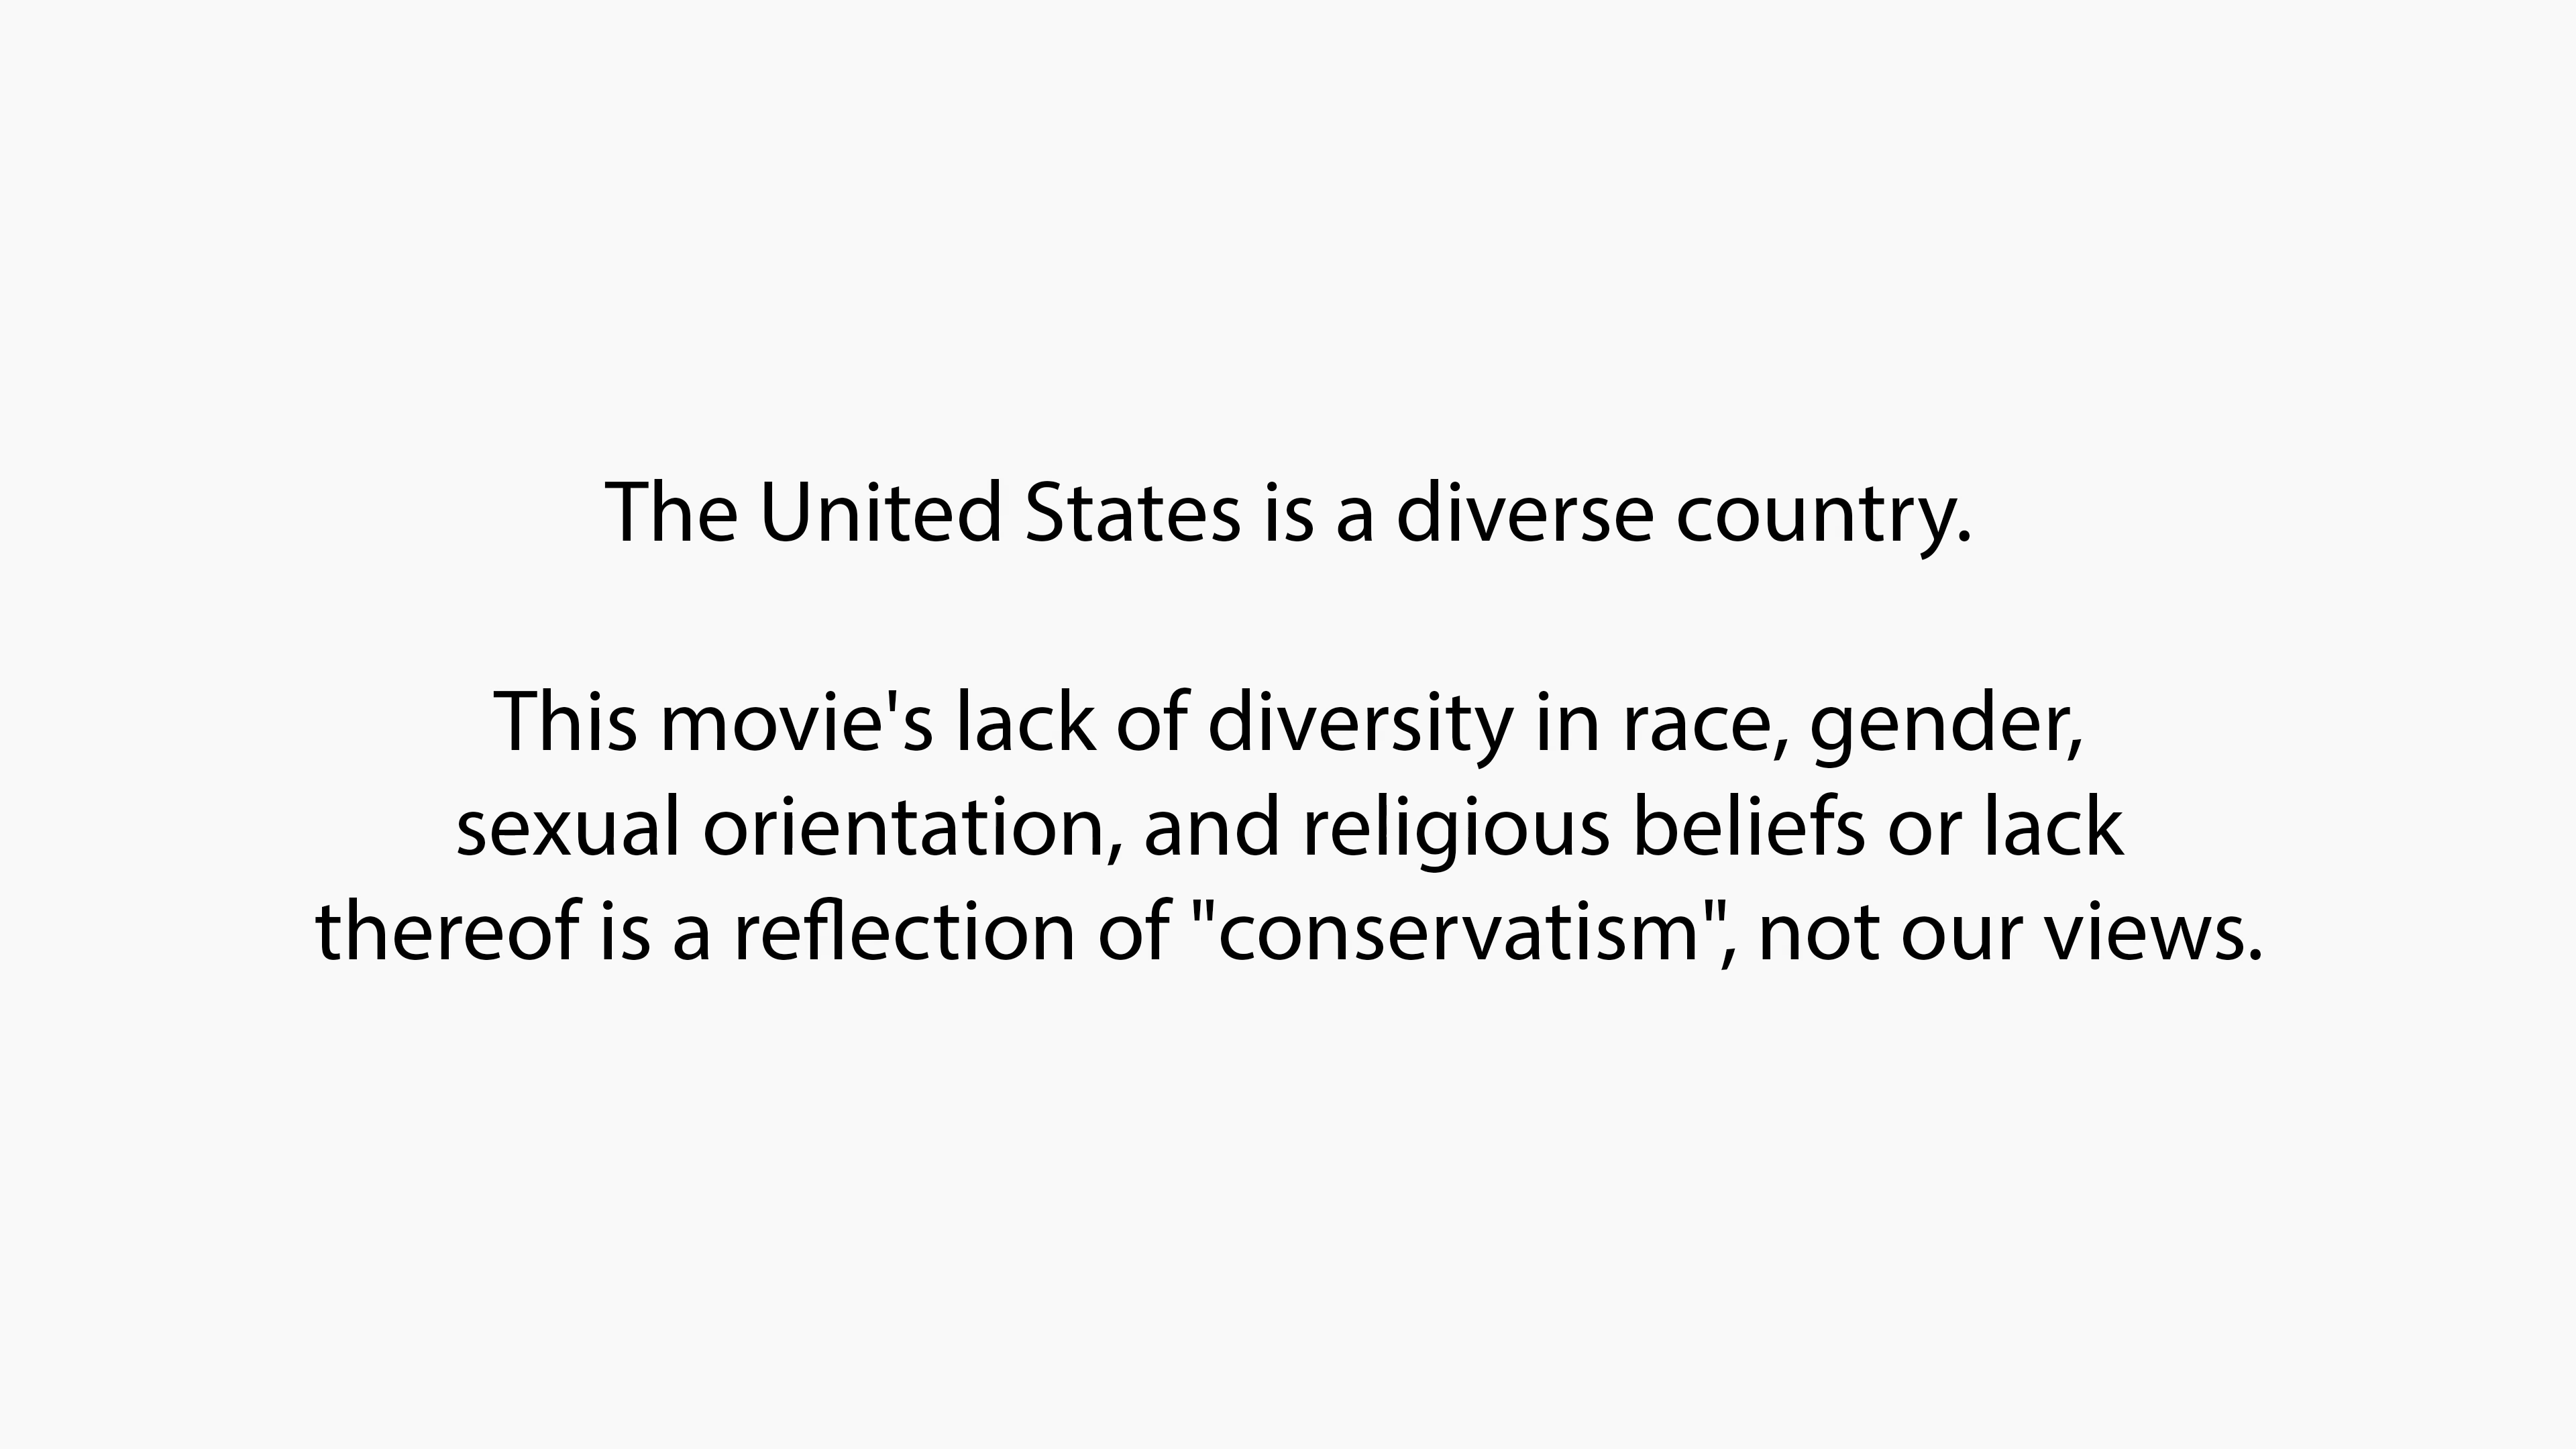 The United States is a diverse country.
This movie's lack of diversity in race, gender,
sexual orientation, and religious beliefs or lack
thereof is a reflection of "conservatism", not our views.